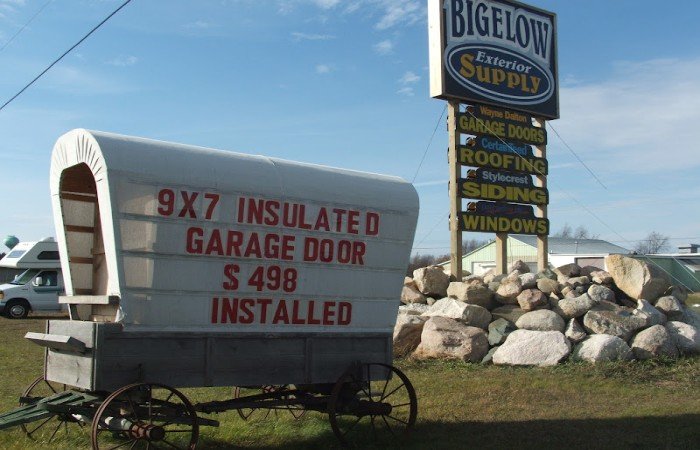 9X7 INSULATED
GARAGE DOOR
S 498
INSTALLED
BIGELOW
Exterior
Supply
Wayne Dalton
GARAGE DOORS
Certainteed
ROOFING
Stylecrest
SIDING
WINDOWS